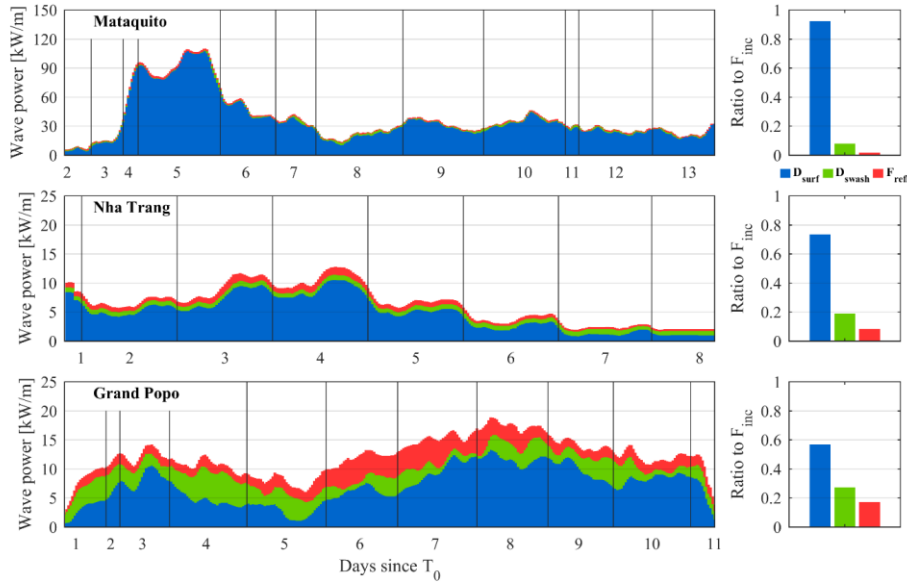 Mataquito
Wave power [kW/m]
150
120
90
60
30
0
2 3 4 5 6 7 8 9 10 11 12 13
Ratio to F_inc
1
0.8
0.6
0.4
0.2
0
D_surf D_swash F_refl
Nha Trang
Wave power [kW/m]
25
20
15
10
5
0
1 2 3 4 5 6 7 8
Ratio to F_inc
1
0.8
0.6
0.4
0.2
0
Grand Popo
Wave power [kW/m]
25
20
15
10
5
0
1 2 3 4 5 6 7 8 9 10 11
Days since T_0
Ratio to F_inc
1
0.8
0.6
0.4
0.2
0